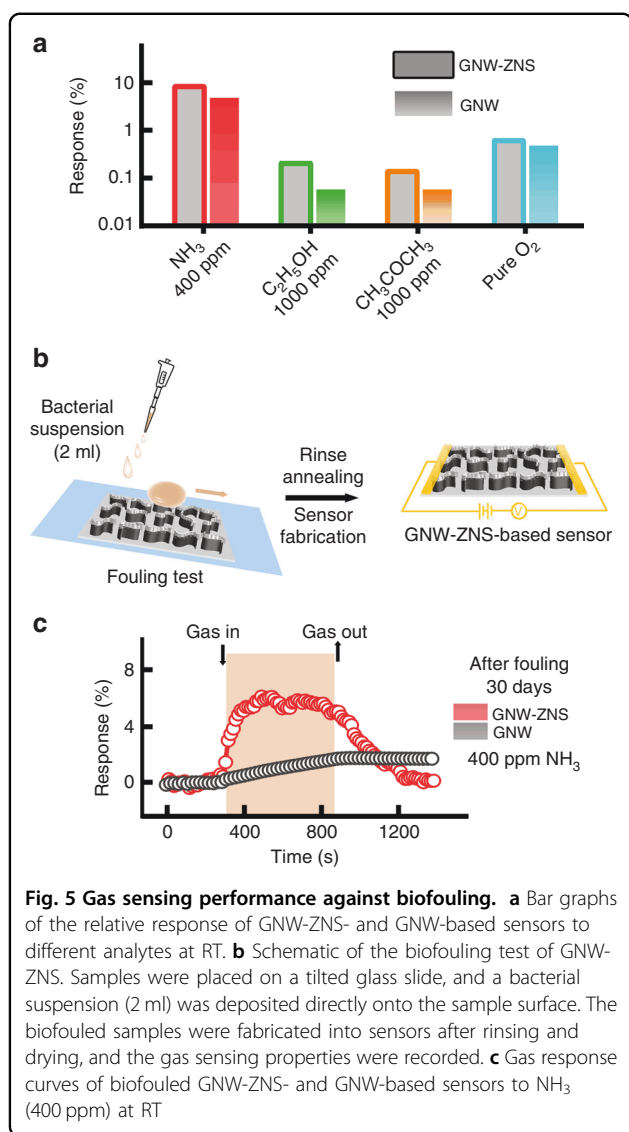 a
Response (%)
10
1
0.1
0.01
GNW-ZNS
GNW
NH₃
400 ppm
C₂H₅OH
1000 ppm
CH₃COCH₃
1000 ppm
Pure O₂
b
Bacterial
suspension
(2 ml)
Fouling test
Rinse
annealing
Sensor
fabrication
V
GNW-ZNS-based sensor
c
Gas in
Gas out
Response (%)
8
4
0
0
400
800
1200
Time (s)
After fouling
30 days
GNW-ZNS
GNW
400 ppm NH₃
Fig. 5 Gas sensing performance against biofouling. a Bar graphs
of the relative response of GNW-ZNS- and GNW-based sensors to
different analytes at RT. b Schematic of the biofouling test of GNW-
ZNS. Samples were placed on a tilted glass slide, and a bacterial
suspension (2 ml) was deposited directly onto the sample surface. The
biofouled samples were fabricated into sensors after rinsing and
drying, and the gas sensing properties were recorded. c Gas response
curves of biofouled GNW-ZNS- and GNW-based sensors to NH₃
(400 ppm) at RT